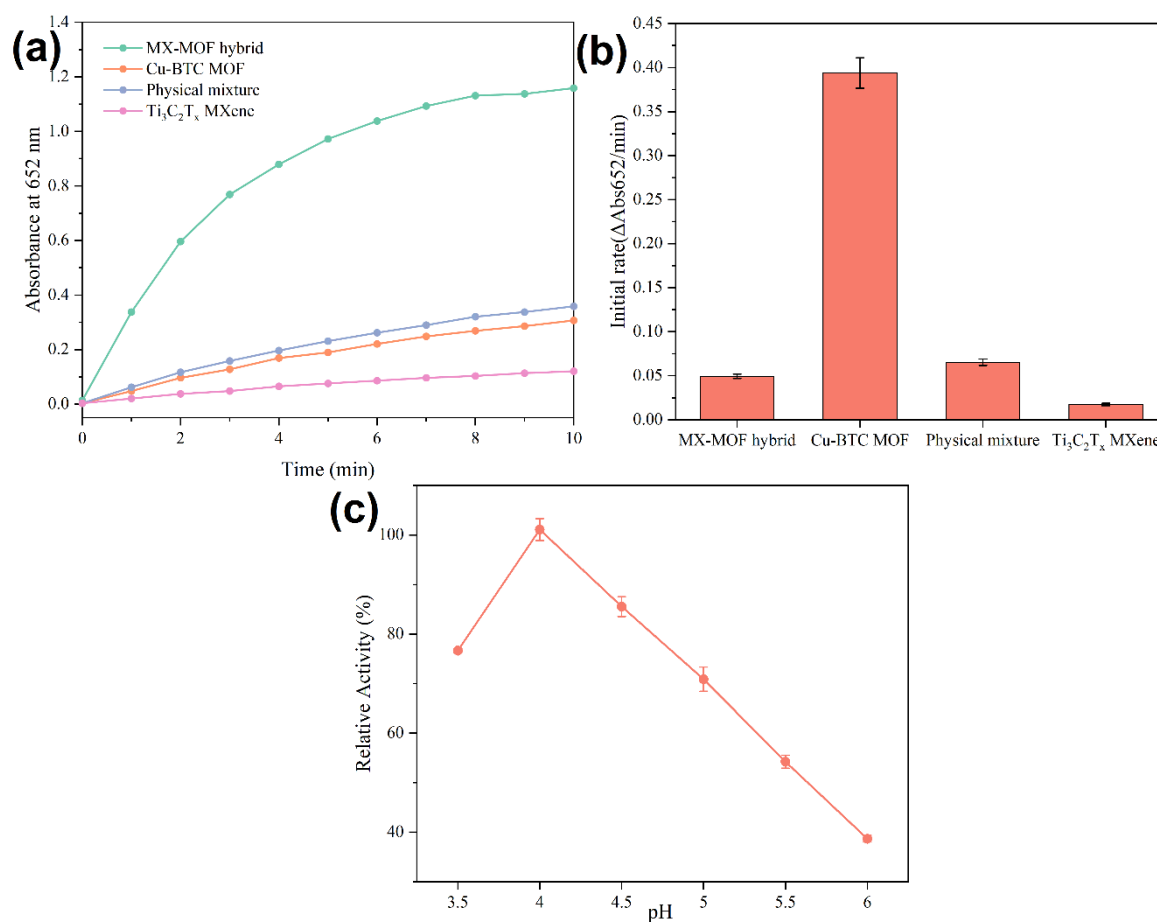 (a)
1.4
1.2
1.0
0.8
0.6
0.4
0.2
0.0
Absorbance at 652 nm
MX-MOF hybrid
Cu-BTC MOF
Physical mixture
Ti₃C₂Tₓ MXcnc
0 2 4 6 8 10
Time (min)
(b)
0.45
0.40
0.35
0.30
0.25
0.20
0.15
0.10
0.05
0.00
Initial rate(ΔAbs652/min)
MX-MOF hybrid Cu-BTC MOF Physical mixture Ti₃C₂Tₓ MXene
(c)
100
80
60
40
Relative Activity (%)
3.5 4 4.5 5 5.5 6
pH